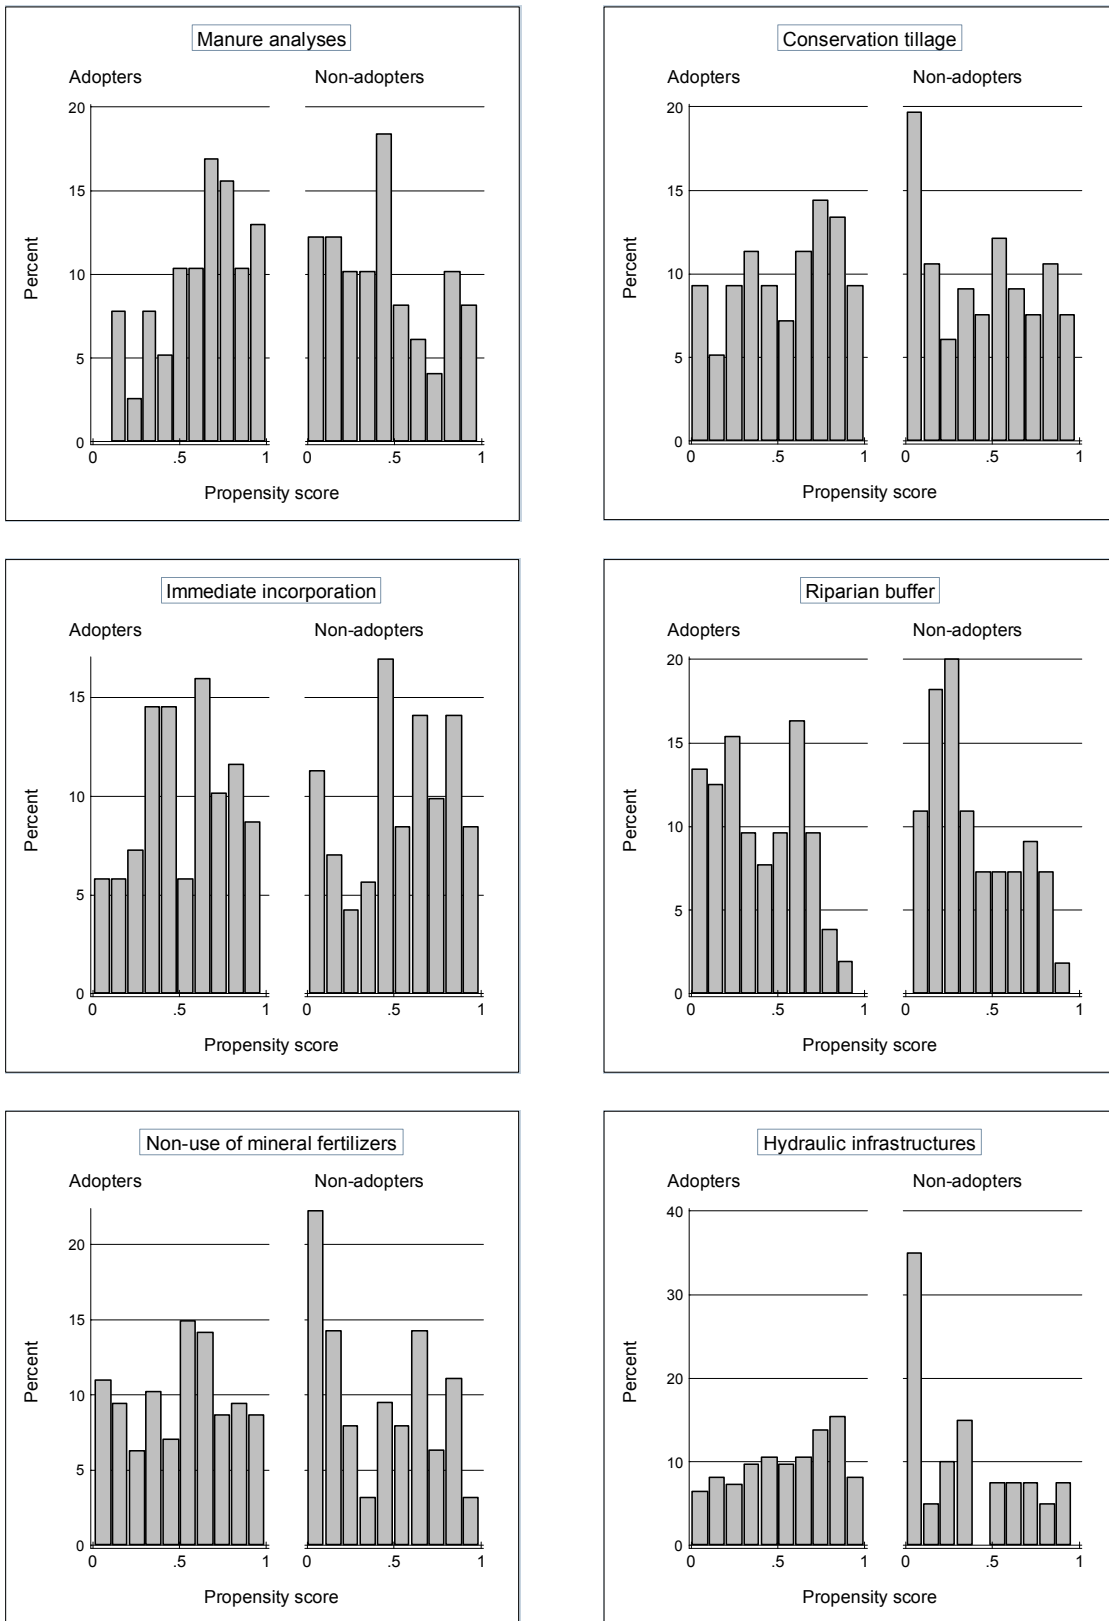 Manure analyses
Adopters Non-adopters
20
15
10
5
0
Percent
0 .5 1 0 .5 1
Propensity score
Conservation tillage
Adopters Non-adopters
20
15
10
5
0
Percent
0 .5 1 0 .5 1
Propensity score
Immediate incorporation
Adopters Non-adopters
15
10
5
0
Percent
0 .5 1 0 .5 1
Propensity score
Riparian buffer
Adopters Non-adopters
20
15
10
5
0
Percent
0 .5 1 0 .5 1
Propensity score
Non-use of mineral fertilizers
Adopters Non-adopters
20
15
10
5
0
Percent
0 .5 1 0 .5 1
Propensity score
Hydraulic infrastructures
Adopters Non-adopters
40
30
20
10
0
Percent
0 .5 1 0 .5 1
Propensity score